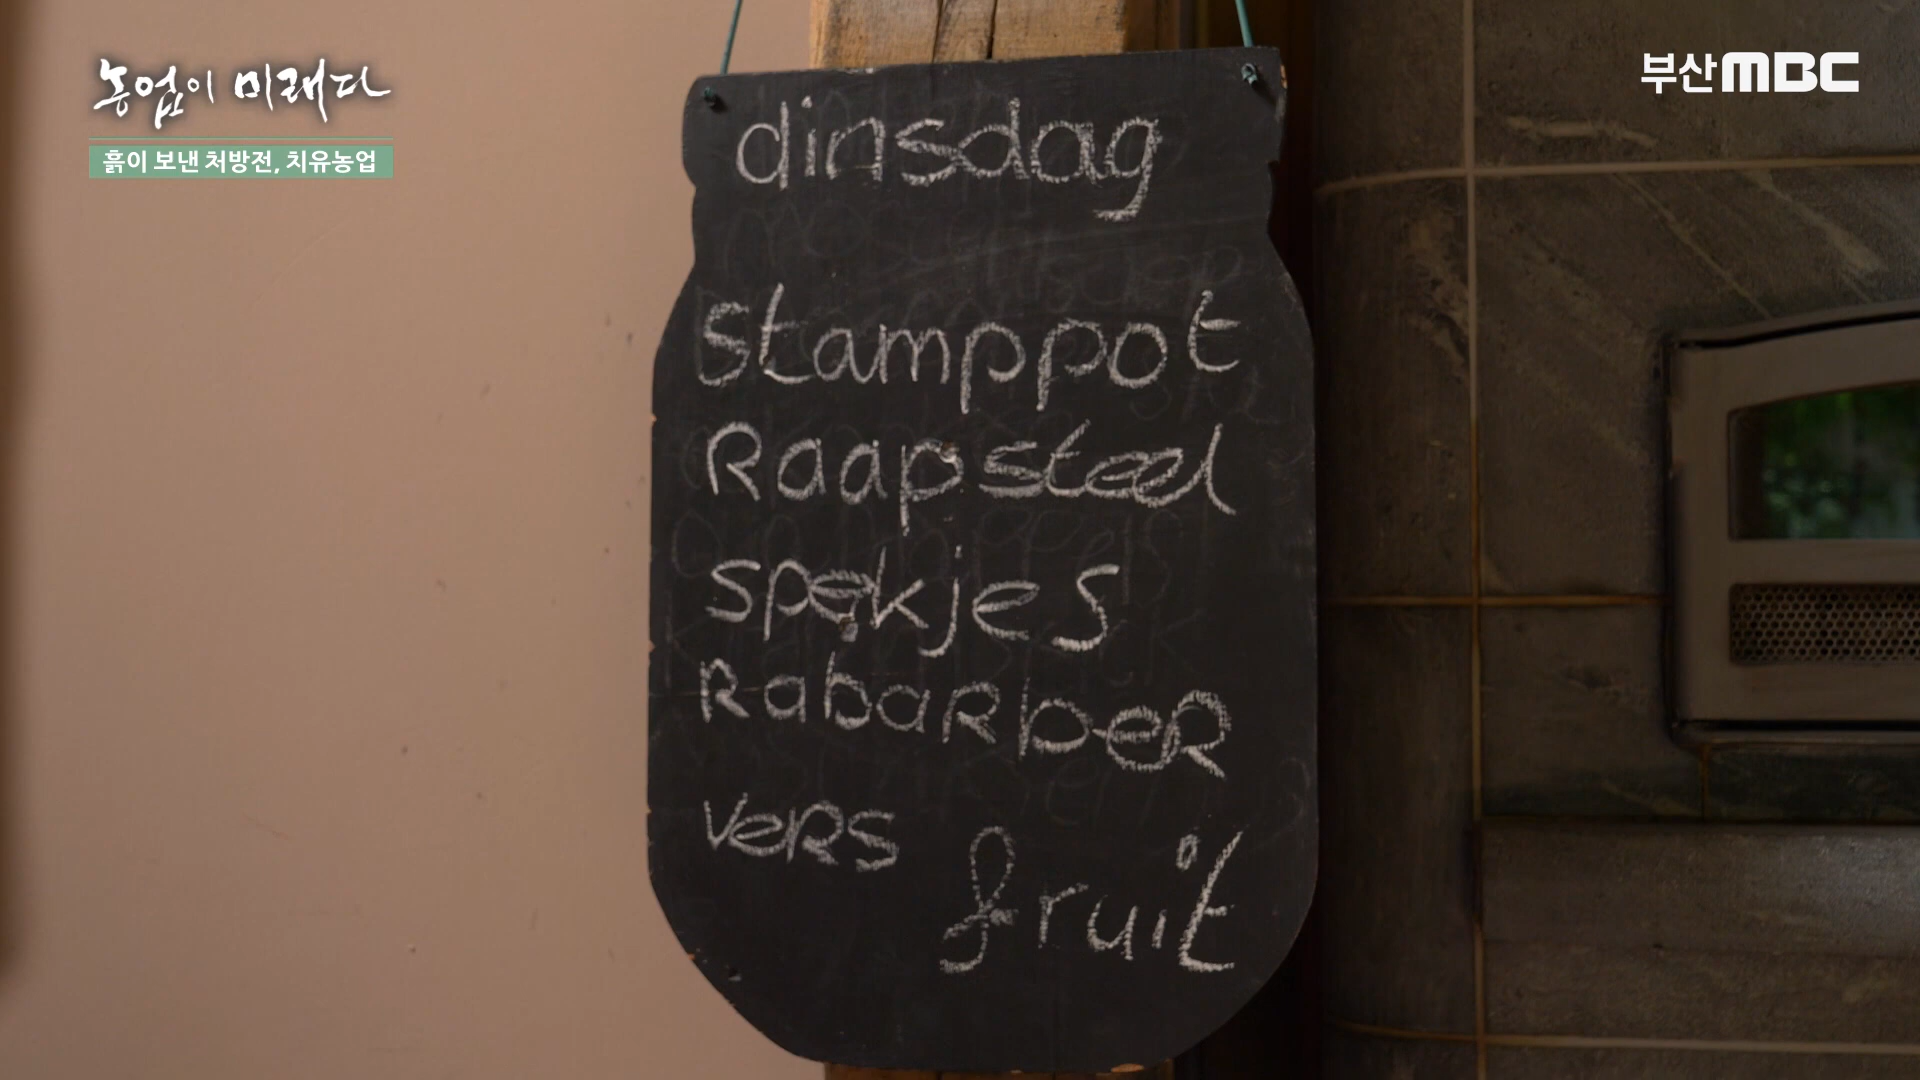 농업이 미래다
흙이 보낸 처방전, 치유농업
부산MBC
dinsdag
Stamppot
Raapsteel
spekjes
RabarbeR
veRs
fruit